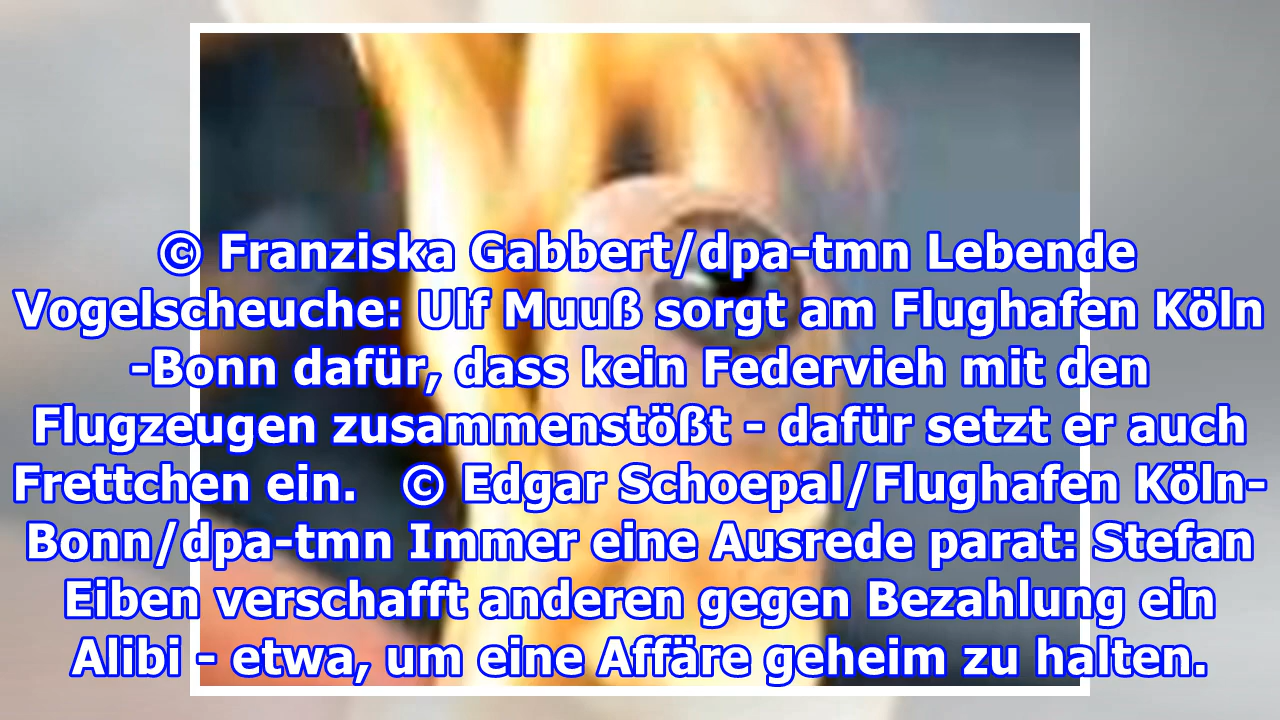 © Franziska Gabbert/dpa-tmn Lebende
Vogelscheuche: Ulf Muuß sorgt am Flughafen Köln
-Bonn dafür, dass kein Federvieh mit den
Flugzeugen zusammenstößt - dafür setzt er auch
Frettchen ein.   © Edgar Schoepal/Flughafen Köln-
Bonn/dpa-tmn Immer eine Ausrede parat: Stefan
Eiben verschafft anderen gegen Bezahlung ein
Alibi - etwa, um eine Affäre geheim zu halten.